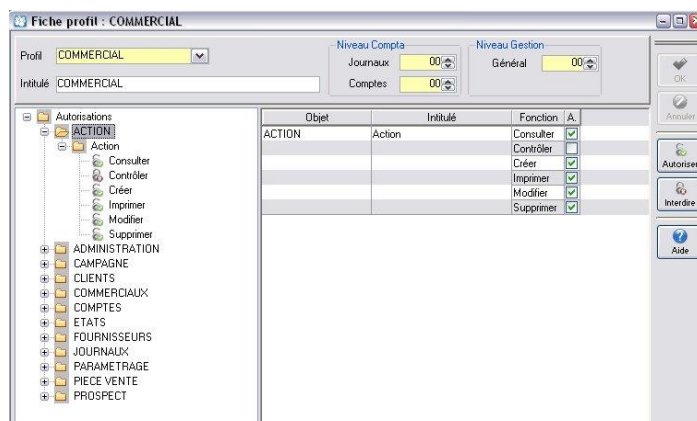 Fiche profil : COMMERCIAL
Profil COMMERCIAL
Intitulé COMMERCIAL
Niveau Compta
Journaux 00
Comptes 00
Niveau Gestion
Général 00
OK
Annuler
Autoriser
Interdire
Aide
Autorisations
ACTION
Action
Consulter
Contrôler
Créer
Imprimer
Modifier
Supprimer
ADMINISTRATION
CAMPAGNE
CLIENTS
COMMERCIAUX
COMPTES
ETATS
FOURNISSEURS
JOURNAUX
PARAMETRAGE
PIECE VENTE
PROSPECT
Objet Intitulé Fonction A.
ACTION Action Consulter
Contrôler
Créer
Imprimer
Modifier
Supprimer